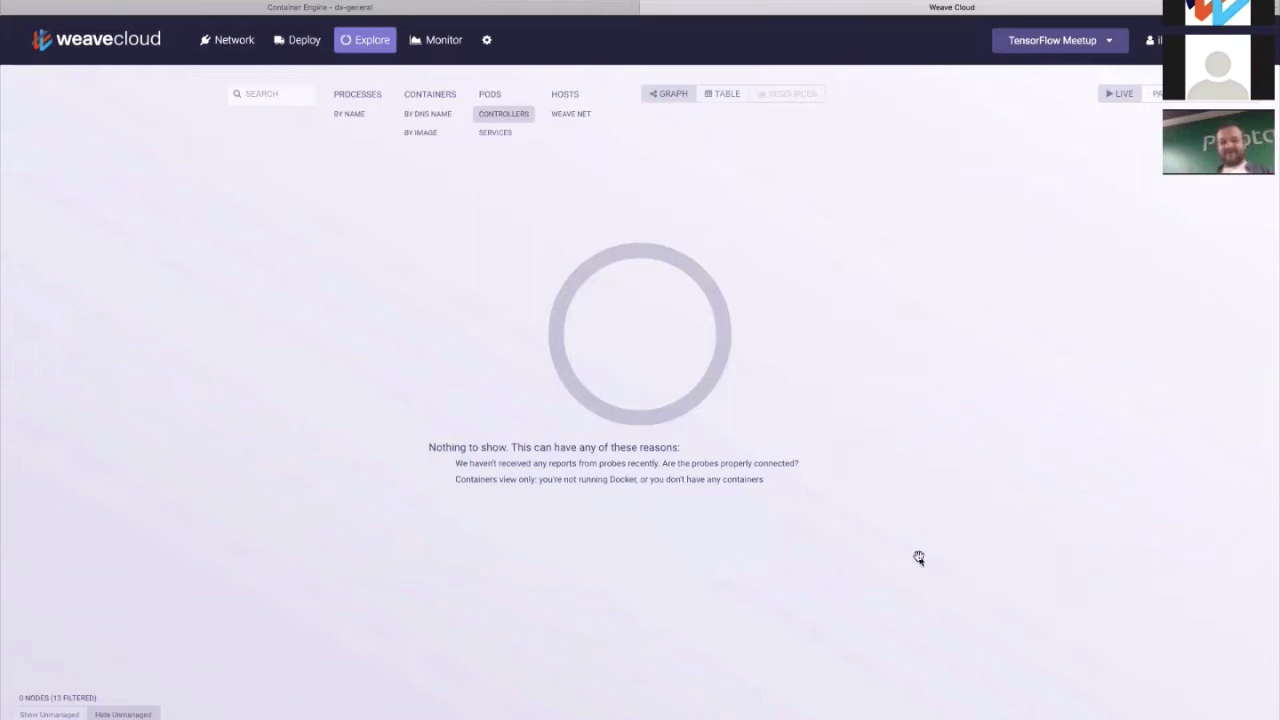 Container Engine - dx-general
Weave Cloud
weavecloud
Network
Deploy
Explore
Monitor
TensorFlow Meetup
SEARCH
PROCESSES
CONTAINERS
PODS
HOSTS
GRAPH
TABLE
RESOURCES
LIVE
BY NAME
BY DNS NAME
CONTROLLERS
WEAVE NET
BY IMAGE
SERVICES
Nothing to show. This can have any of these reasons:
We haven't received any reports from probes recently. Are the probes properly connected?
Containers view only: you're not running Docker, or you don't have any containers
0 NODES (13 FILTERED)
Show Unmanaged
Hide Unmanaged